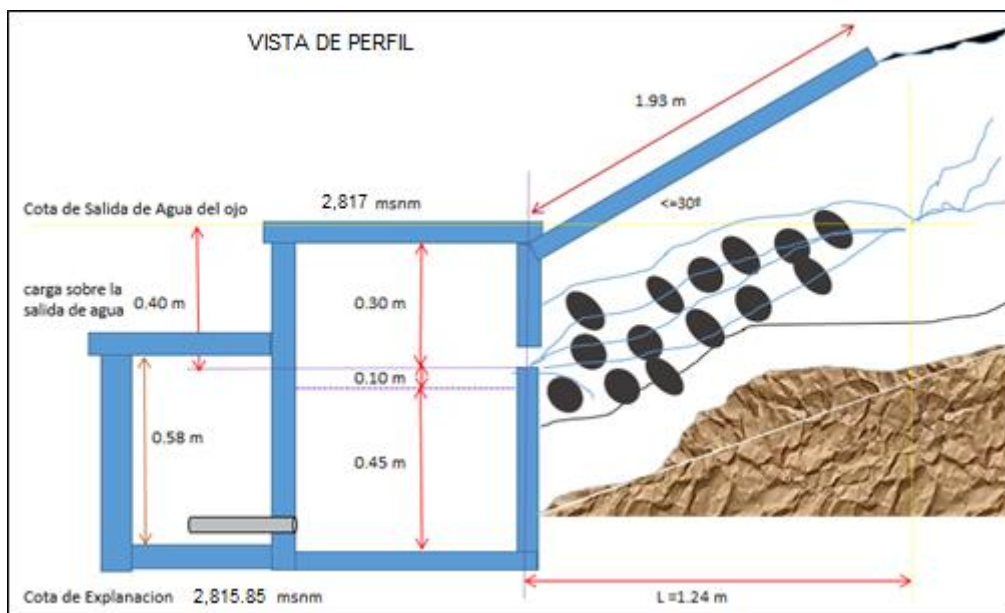 VISTA DE PERFIL
1.93 m
2,817 msnm
Cota de Salida de Agua del ojo
<=30º
carga sobre la
salida de agua
0.40 m
0.30 m
0.10 m
0.58 m
0.45 m
Cota de Explanacion 2,815.85 msnm
L =1.24 m